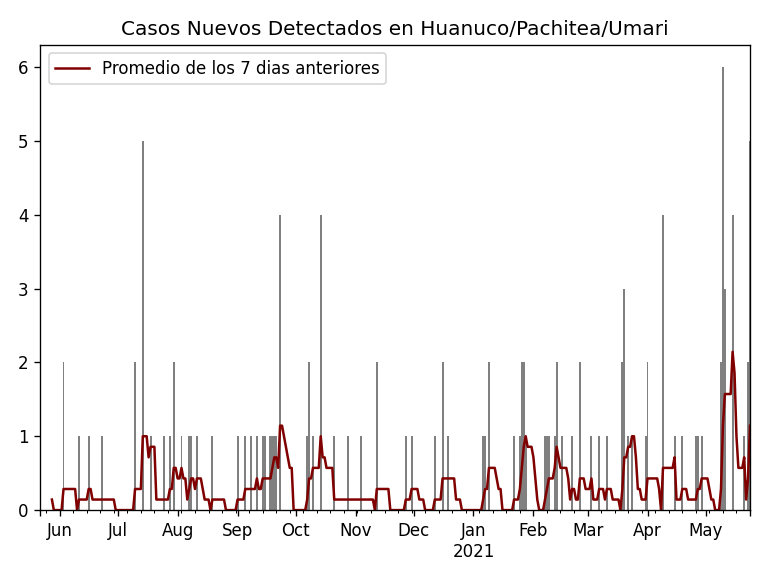 Casos Nuevos Detectados en Huanuco/Pachitea/Umari
Promedio de los 7 dias anteriores
6
5
4
3
2
1
0
Jun Jul Aug Sep Oct Nov Dec Jan Feb Mar Apr May
2021